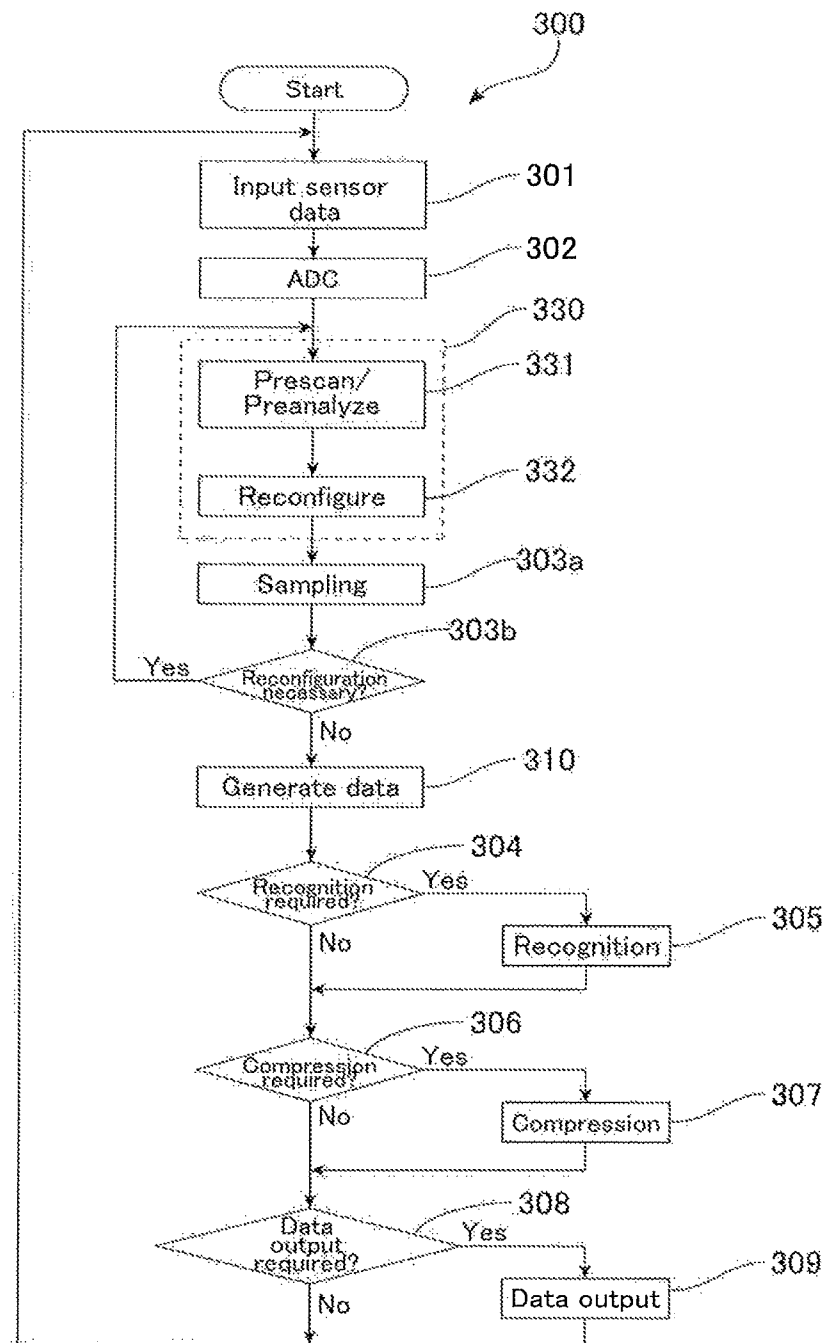 300
Start
Input sensor
data
301
ADC
302
330
Prescan/
Preanalyze
331
Reconfigure
332
Sampling
303a
303b
Yes
Reconfiguration
necessary?
No
Generate data
310
304
Recognition
required?
Yes
No
Recognition
305
306
Compression
required?
Yes
No
Compression
307
308
Data
output
required?
Yes
No
Data output
309